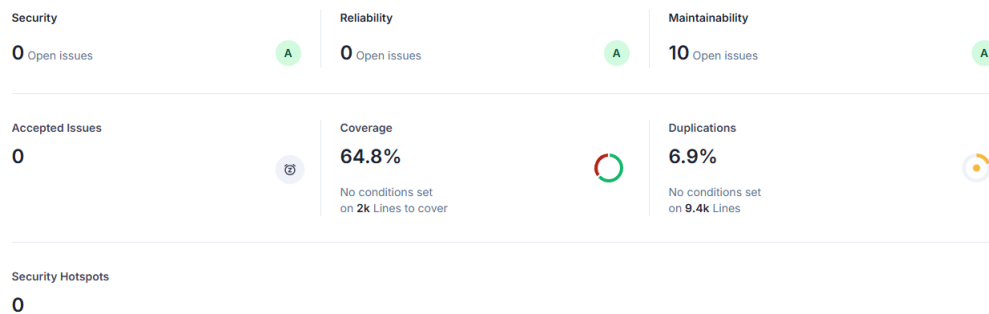 Security
0 Open issues
A
Reliability
0 Open issues
A
Maintainability
10 Open issues
A
Accepted Issues
0
Coverage
64.8%
No conditions set
on 2k Lines to cover
Duplications
6.9%
No conditions set
on 9.4k Lines
Security Hotspots
0